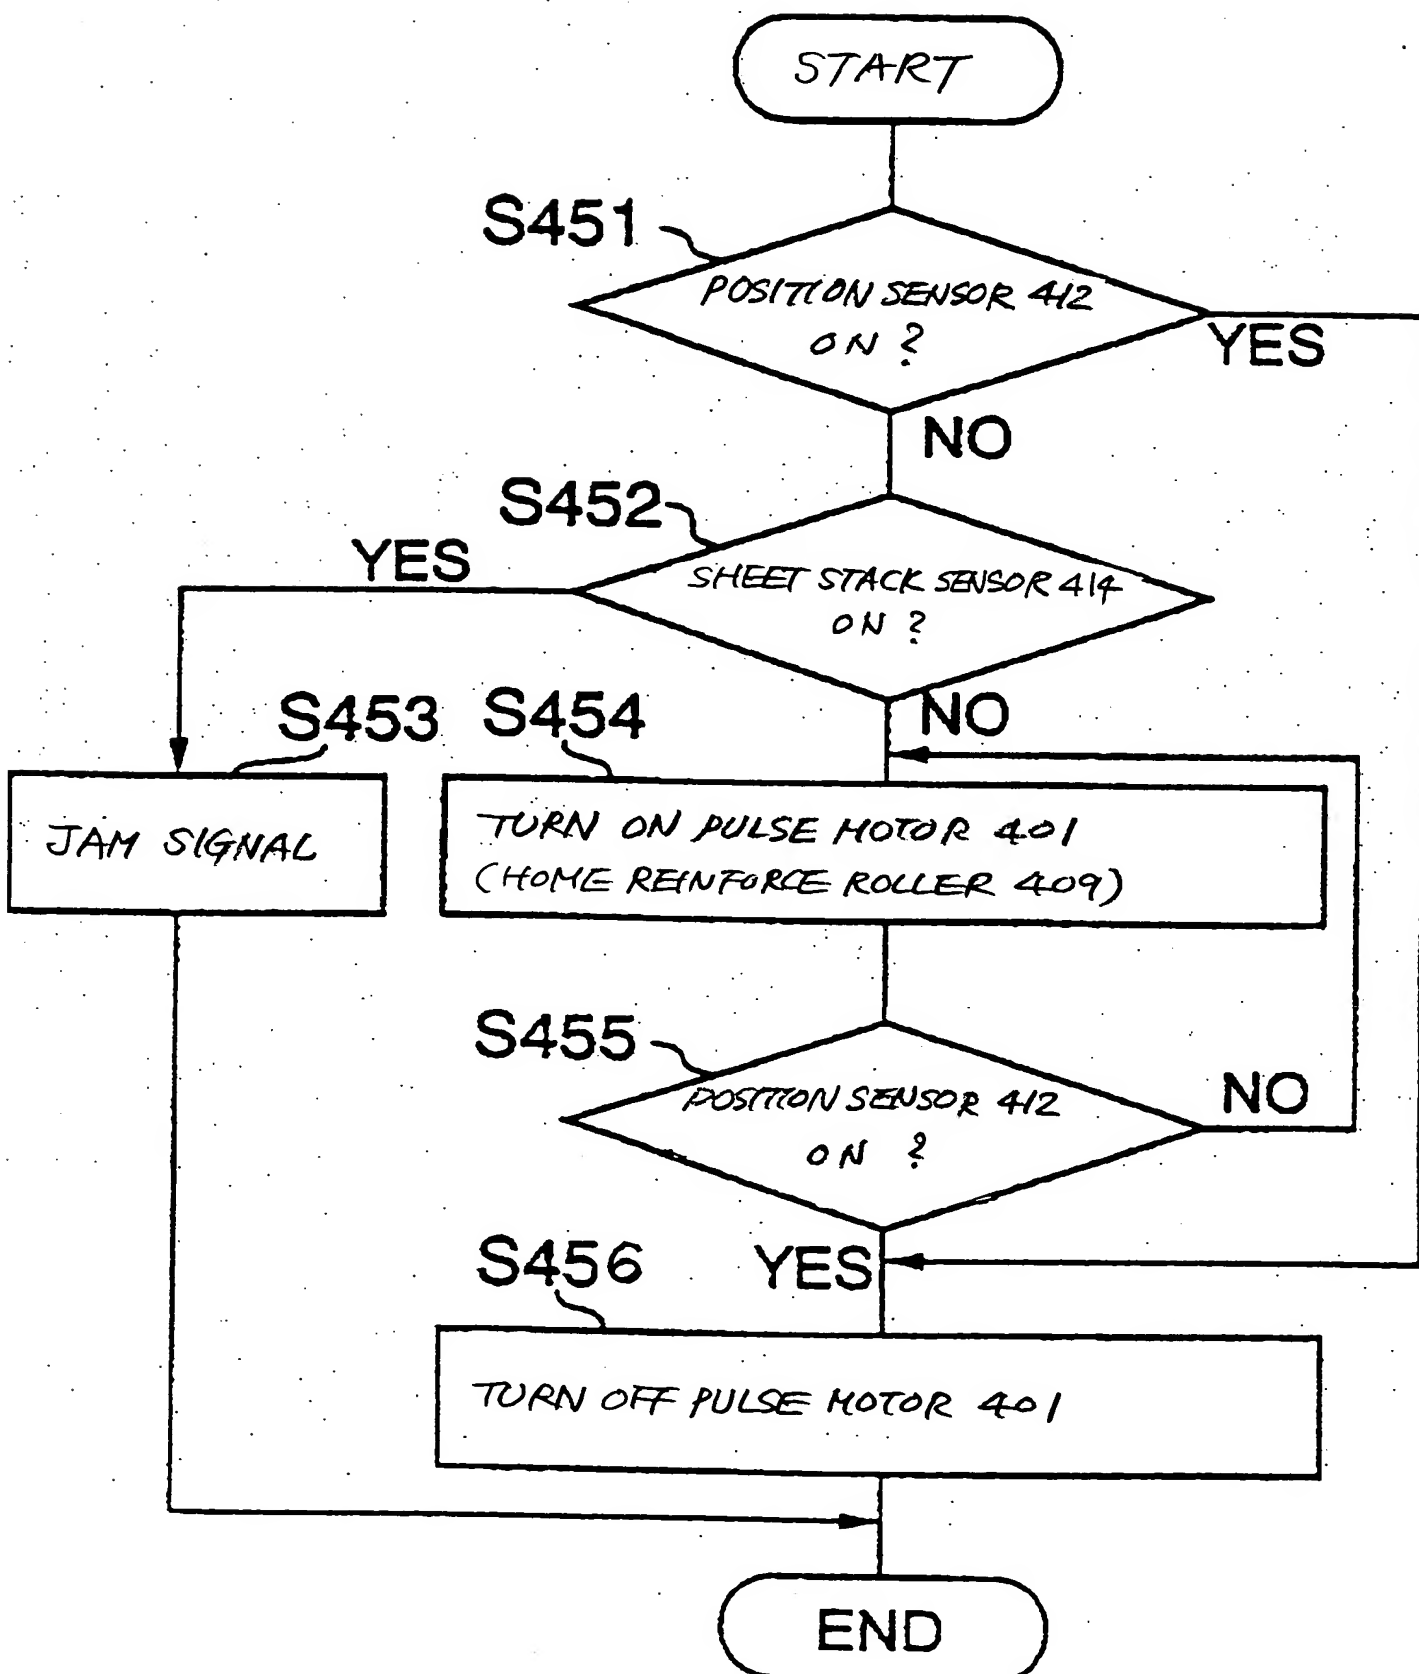 START
S451
POSITION SENSOR 412
ON ?
YES
NO
S452
YES
SHEET STACK SENSOR 414
ON ?
NO
S453
S454
JAM SIGNAL
TURN ON PULSE MOTOR 401
(HOME REINFORCE ROLLER 409)
S455
POSITION SENSOR 412
ON ?
NO
YES
S456
TURN OFF PULSE MOTOR 401
END